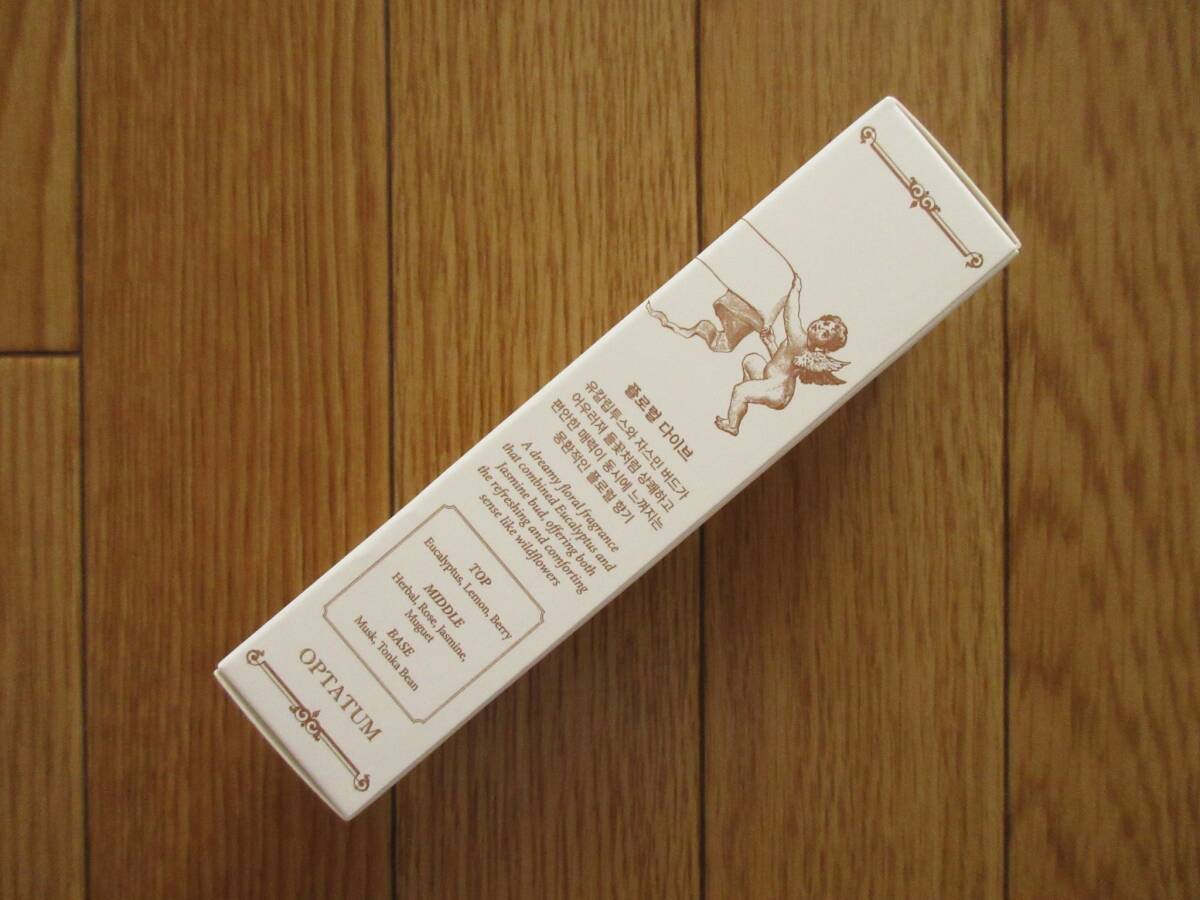 플로럴 다이브
유칼립투스와 자스민 버드가
어우러져 들꽃처럼 상쾌하고
편안한 매력이 동시에 느껴지는
몽환적인 플로럴 향기
A dreamy floral fragrance
that combined Eucalyptus and
Jasmine bud, offering both
the refreshing and comforting
sense like wildflowers
TOP
Eucalyptus, Lemon, Berry
MIDDLE
Herbal, Rose, Jasmine,
Muguet
BASE
Musk, Tonka Bean
OPTATUM